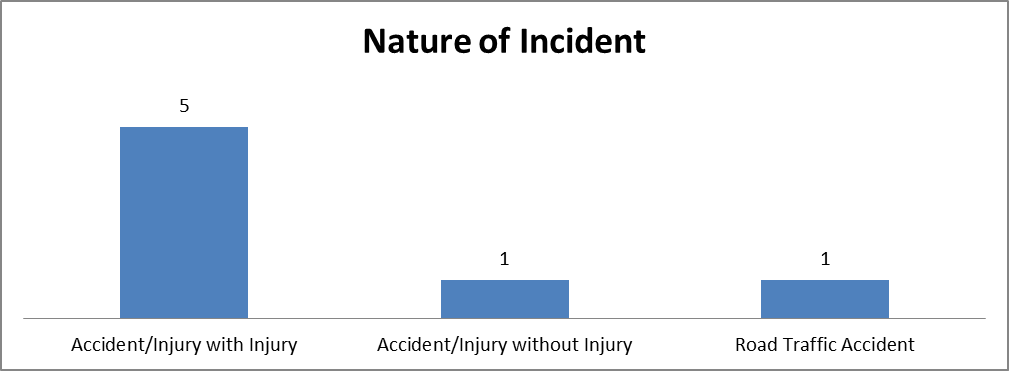 Nature of Incident
5
1
1
Accident/Injury with Injury
Accident/Injury without Injury
Road Traffic Accident